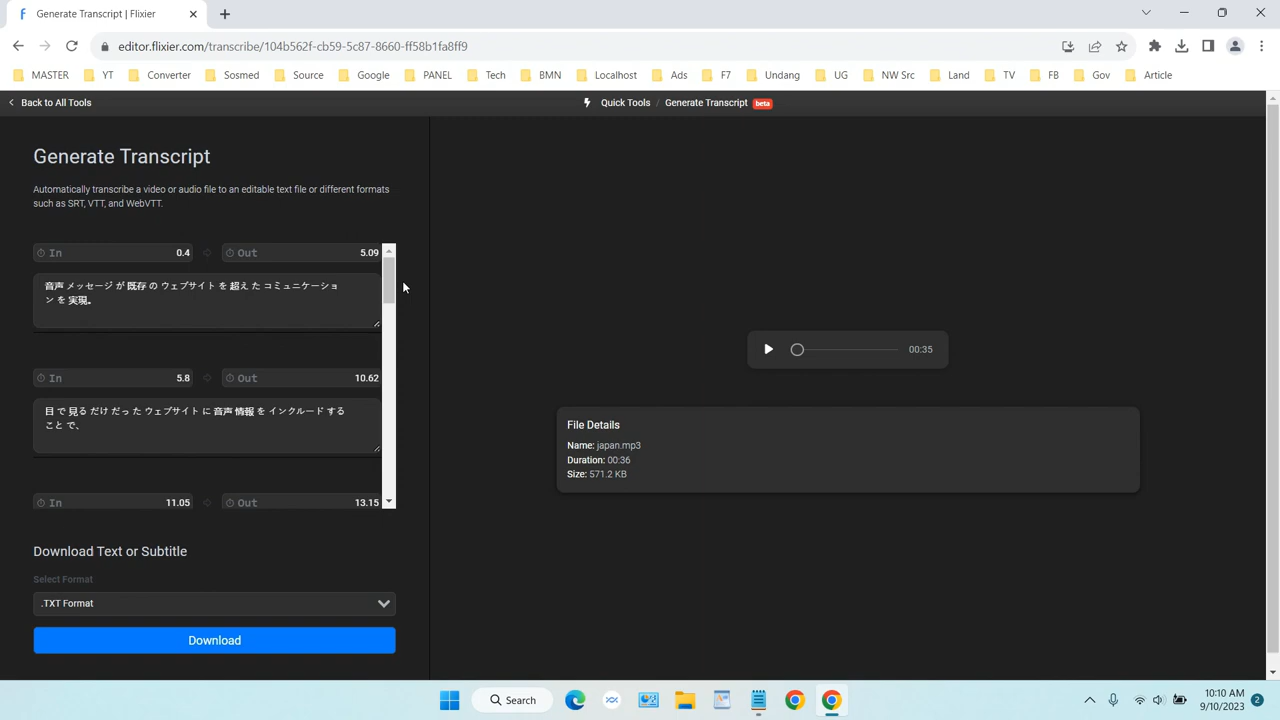 Generate Transcript | Flixier
editor.flixier.com/transcribe/104b562f-cb59-5c87-8660-ff58b1fa8ff9
MASTER YT Converter Sosmed Source Google PANEL Tech BMN Localhost Ads F7 Undang UG NW Src Land TV FB Gov Article
Back to All Tools
Quick Tools / Generate Transcript beta
Generate Transcript
Automatically transcribe a video or audio file to an editable text file or different formats
such as SRT, VTT, and WebVTT.
In 0.4 Out 5.09
音声 メッセージ が 既存 の ウェブサイト を 超え た コミュニケーショ
ン を 実現。
In 5.8 Out 10.62
目 で 見る だけ だっ た ウェブサイト に 音声 情報 を インクルード する
こと で、
In 11.05 Out 13.15
00:35
File Details
Name: japan.mp3
Duration: 00:36
Size: 571.2 KB
Download Text or Subtitle
Select Format
.TXT Format
Download
Search
10:10 AM
9/10/2023
2